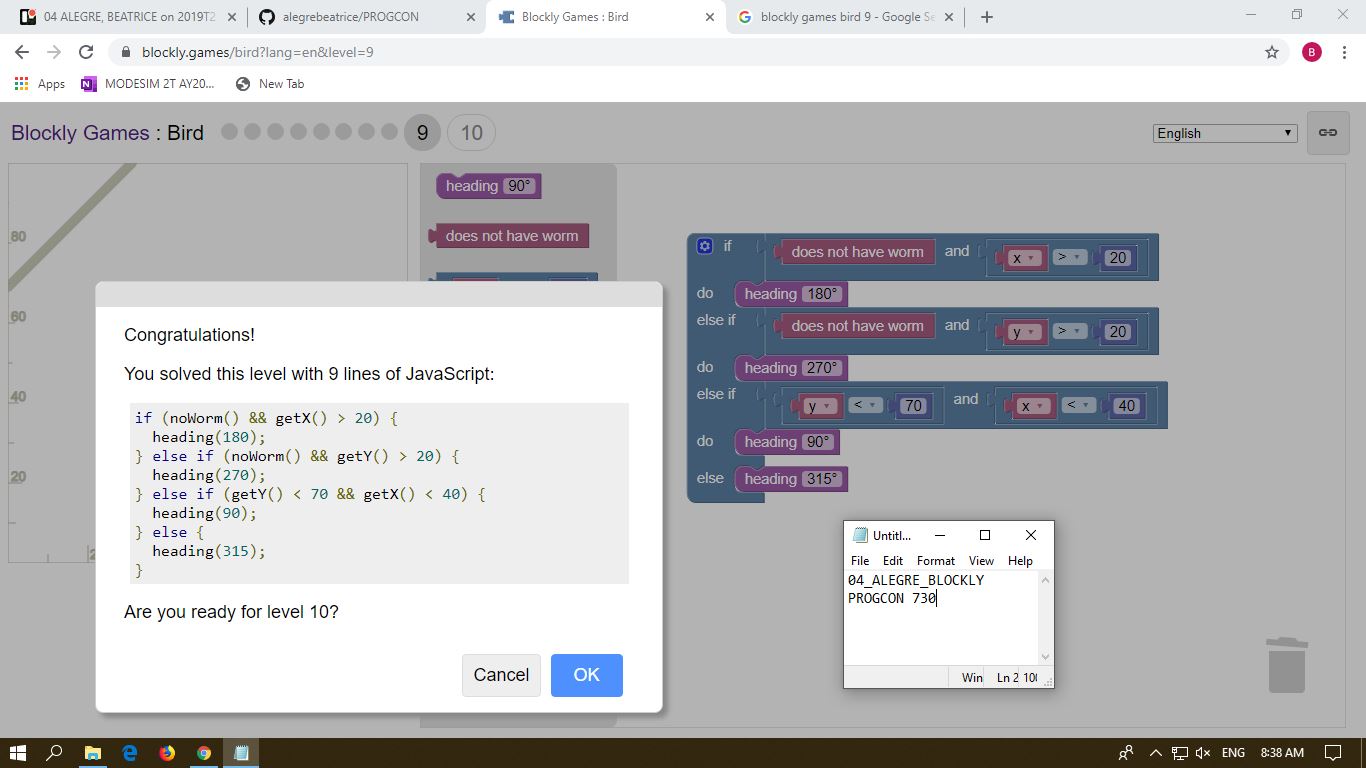 04 ALEGRE, BEATRICE on 2019T2
alegrebeatrice/PROGCON
Blockly Games : Bird
blockly games bird 9 - Google Se
blockly.games/bird?lang=en&level=9
B
Apps
MODESIM 2T AY20...
New Tab
Blockly Games : Bird
9
10
English
80
60
40
20
2
heading 90°
does not have worm
if does not have worm and x > 20
do heading 180°
else if does not have worm and y > 20
do heading 270°
else if y < 70 and x < 40
do heading 90°
else heading 315°
Congratulations!
You solved this level with 9 lines of JavaScript:
if (noWorm() && getX() > 20) {
  heading(180);
} else if (noWorm() && getY() > 20) {
  heading(270);
} else if (getY() < 70 && getX() < 40) {
  heading(90);
} else {
  heading(315);
}
Are you ready for level 10?
Cancel
OK
Untitl...
File Edit Format View Help
04_ALEGRE_BLOCKLY
PROGCON 730
Win Ln 2 100
ENG
8:38 AM